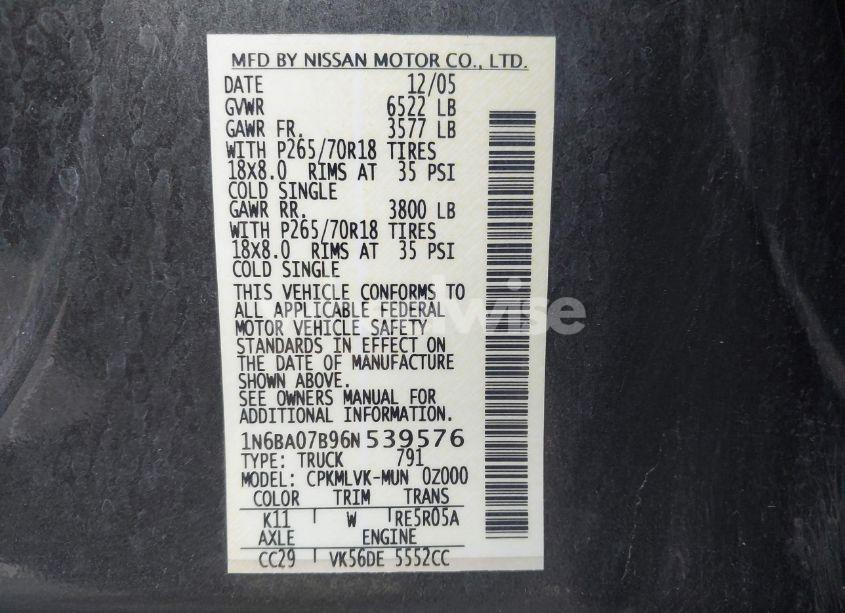 MFD BY NISSAN MOTOR CO., LTD.
DATE 12/05
GVWR 6522 LB
GAWR FR. 3577 LB
WITH P265/70R18 TIRES
18X8.0 RIMS AT 35 PSI
COLD SINGLE
GAWR RR. 3800 LB
WITH P265/70R18 TIRES
18X8.0 RIMS AT 35 PSI
COLD SINGLE
THIS VEHICLE CONFORMS TO
ALL APPLICABLE FEDERAL
MOTOR VEHICLE SAFETY
STANDARDS IN EFFECT ON
THE DATE OF MANUFACTURE
SHOWN ABOVE.
SEE OWNERS MANUAL FOR
ADDITIONAL INFORMATION.
1N6BA07B96N539576
TYPE: TRUCK 791
MODEL: CPKMLVK-MUN 0Z000
COLOR TRIM TRANS
K11 W RE5R05A
AXLE ENGINE
CC29 VK56DE 5552CC